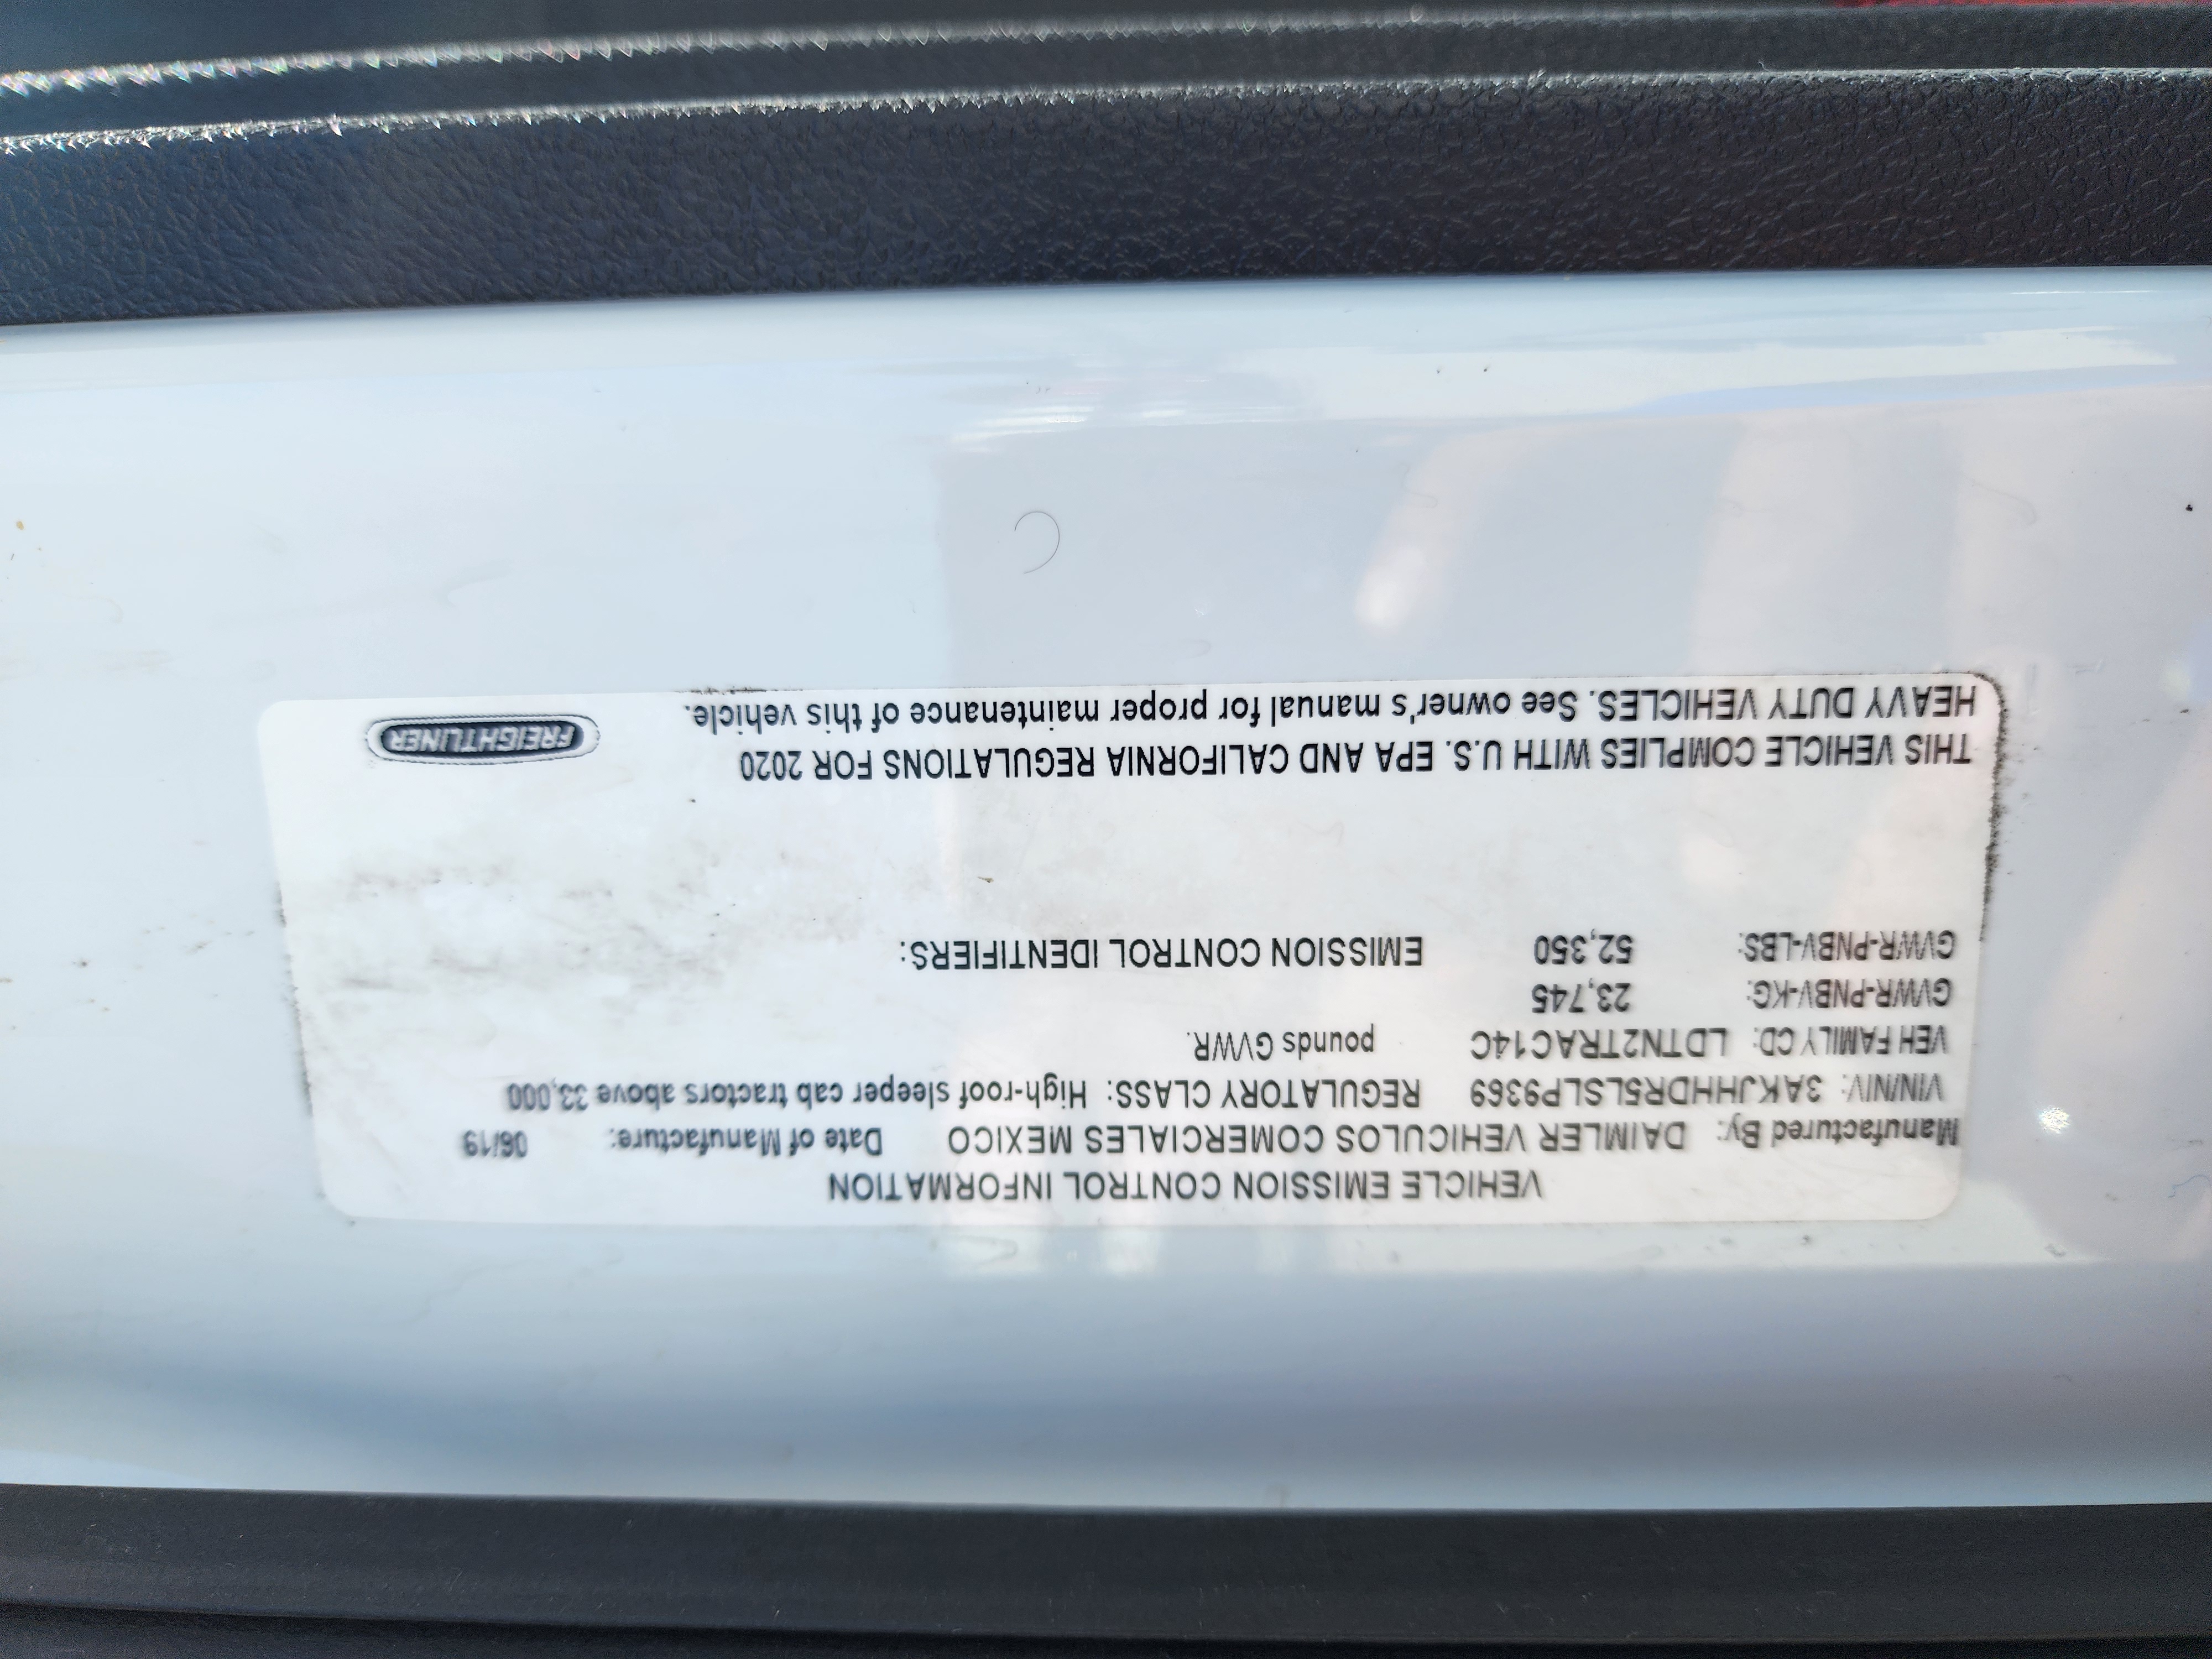 VEHICLE EMISSION CONTROL INFORMATION
Manufactured By: DAIMLER VEHICULOS COMERCIALES MEXICO Date of Manufacture: 06/19
VIN/NIV: 3AKJHHDR5LSLP9369 REGULATORY CLASS: High-roof sleeper cab tractors above 33,000
VEH FAMILY CD: LDTN2TRAC14C pounds GVWR.
GVWR-PNBV-KG: 23,745
GVWR-PNBV-LBS: 52,350 EMISSION CONTROL IDENTIFIERS:
THIS VEHICLE COMPLIES WITH U.S. EPA AND CALIFORNIA REGULATIONS FOR 2020
HEAVY DUTY VEHICLES. See owner's manual for proper maintenance of this vehicle.
FREIGHTLINER